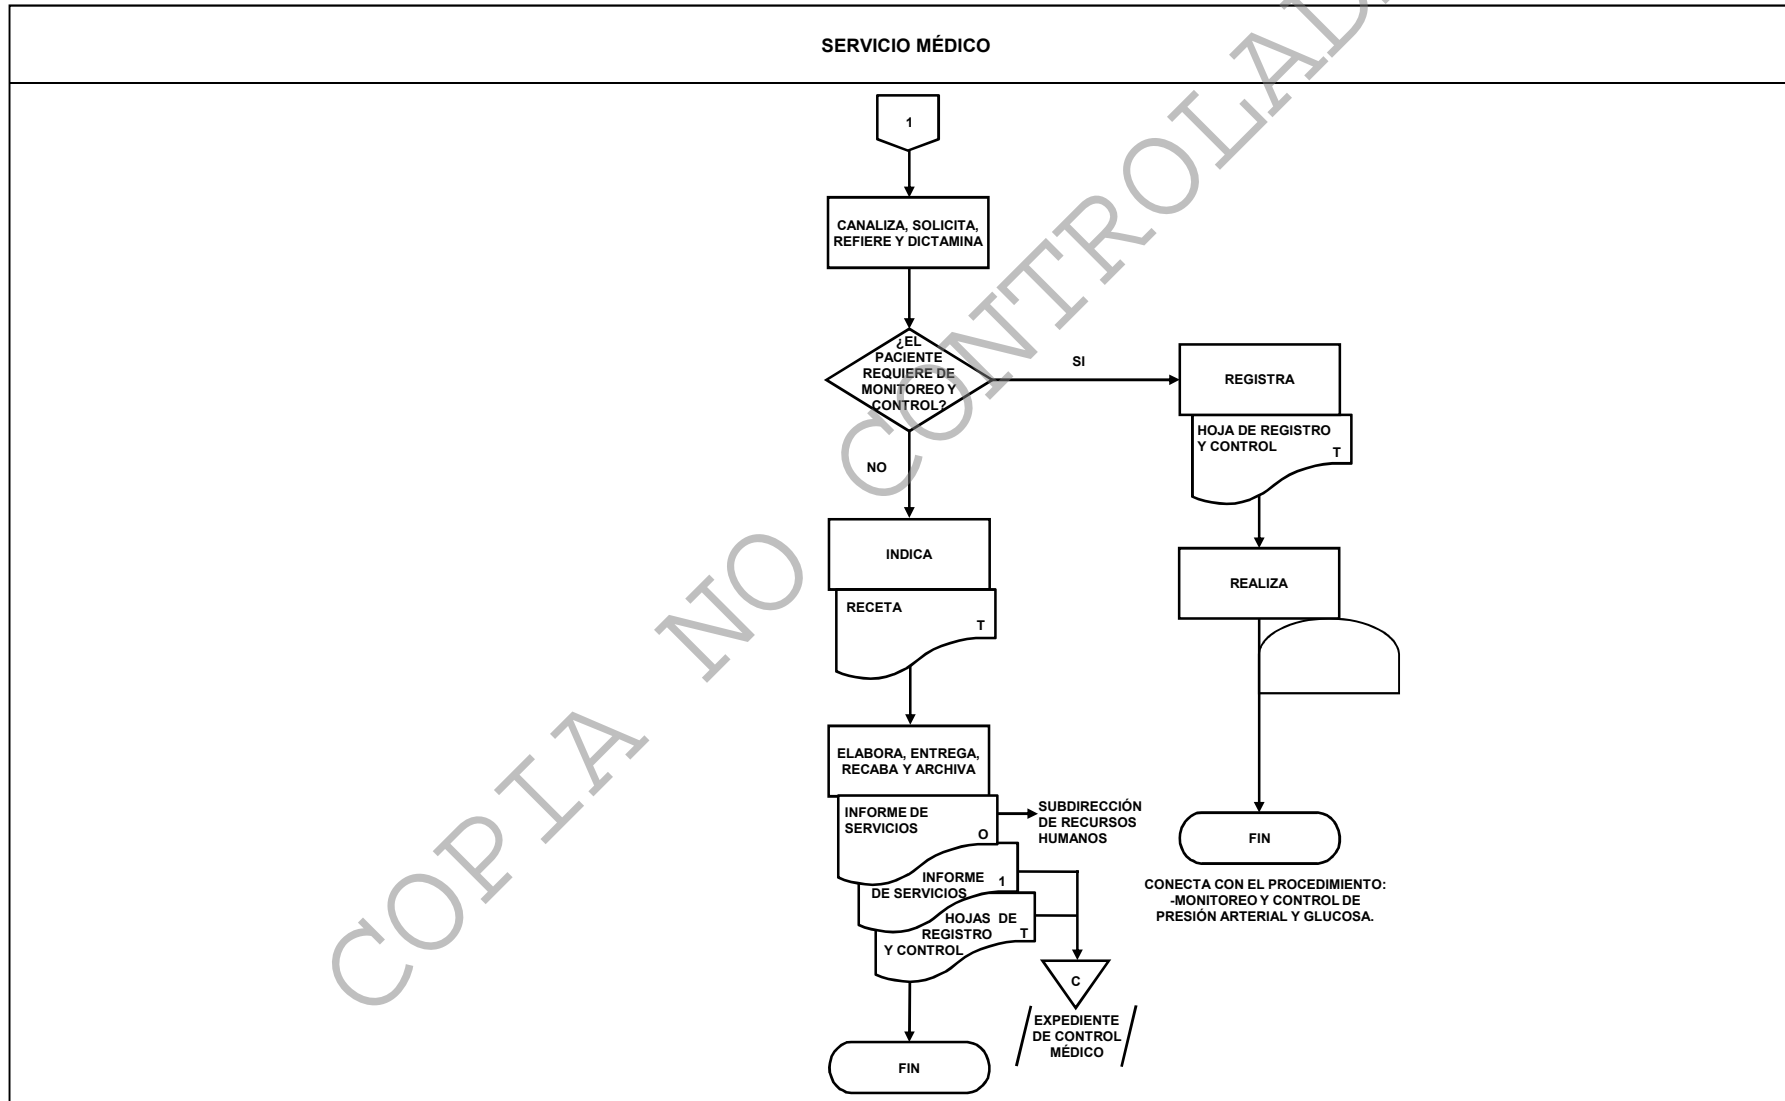 SERVICIO MÉDICO
1
CANALIZA, SOLICITA,
REFIERE Y DICTAMINA
¿EL
PACIENTE
REQUIERE DE
MONITOREO Y
CONTROL?
SI
NO
REGISTRA
HOJA DE REGISTRO
Y CONTROL
T
REALIZA
FIN
CONECTA CON EL PROCEDIMIENTO:
-MONITOREO Y CONTROL DE
PRESIÓN ARTERIAL Y GLUCOSA.
INDICA
RECETA
T
ELABORA, ENTREGA,
RECABA Y ARCHIVA
INFORME DE
SERVICIOS
O
SUBDIRECCIÓN
DE RECURSOS
HUMANOS
INFORME 1
DE SERVICIOS
HOJAS DE
REGISTRO T
Y CONTROL
C
EXPEDIENTE
DE CONTROL
MÉDICO
FIN
COPIA NO CONTROLAD